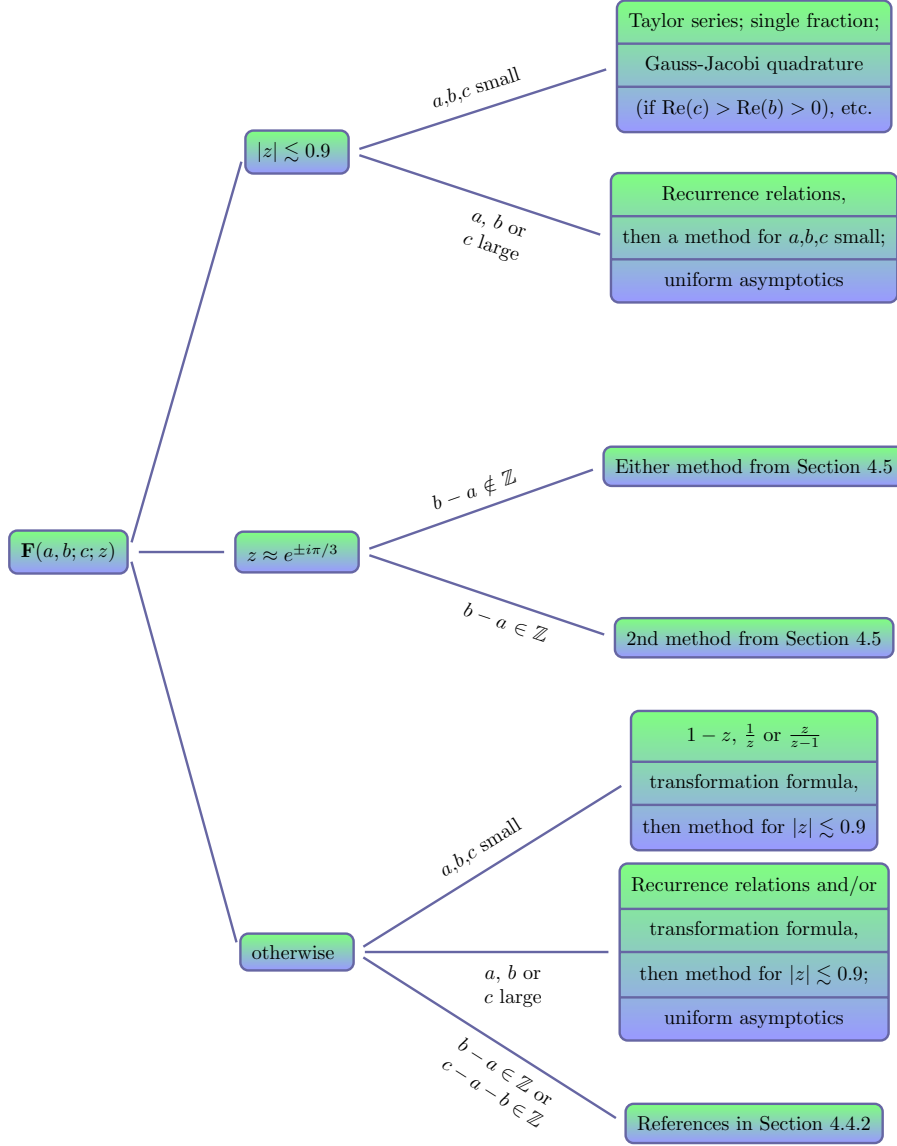 Taylor series; single fraction;
Gauss-Jacobi quadrature
(if Re(c) > Re(b) > 0), etc.
a,b,c small
|z| ≲ 0.9
a, b or
c large
Recurrence relations,
then a method for a,b,c small;
uniform asymptotics
b − a ∉ ℤ
Either method from Section 4.5
F(a, b; c; z)
z ≈ e^{±iπ/3}
b − a ∈ ℤ
2nd method from Section 4.5
1 − z, 1/z or z/(z−1)
transformation formula,
then method for |z| ≲ 0.9
a,b,c small
otherwise
a, b or
c large
Recurrence relations and/or
transformation formula,
then method for |z| ≲ 0.9;
uniform asymptotics
b − a ∈ ℤ or
c − a − b ∈ ℤ
References in Section 4.4.2